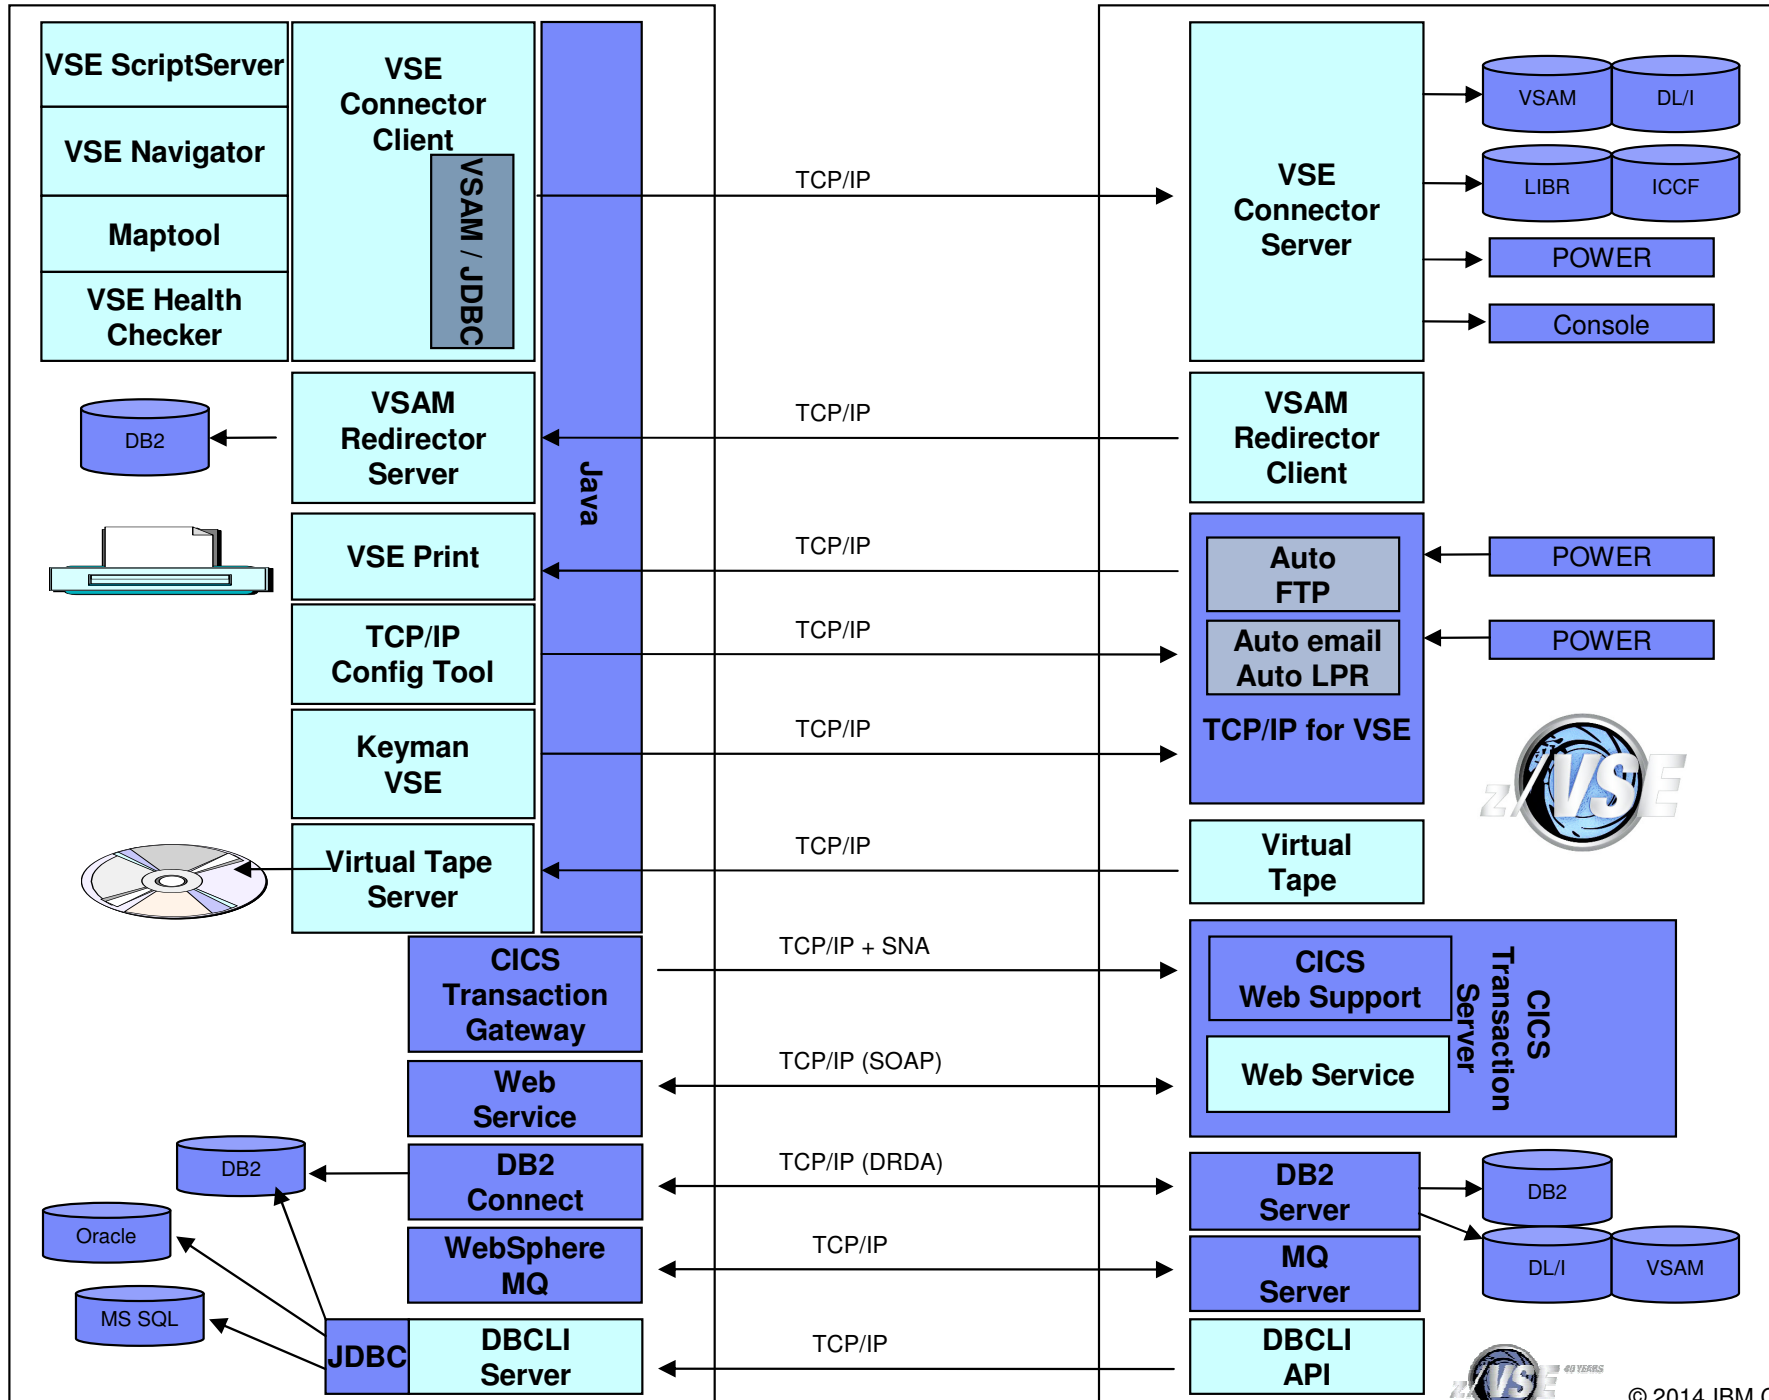 VSE ScriptServer
VSE Navigator
Maptool
VSE Health
Checker
VSE
Connector
Client
VSAM / JDBC
Java
TCP/IP
VSE
Connector
Server
VSAM
DL/I
LIBR
ICCF
POWER
Console
DB2
VSAM
Redirector
Server
TCP/IP
VSAM
Redirector
Client
VSE Print
TCP/IP
Auto
FTP
POWER
TCP/IP
Config Tool
TCP/IP
Auto email
Auto LPR
POWER
Keyman
VSE
TCP/IP
TCP/IP for VSE
z/VSE
Virtual Tape
Server
TCP/IP
Virtual
Tape
CICS
Transaction
Gateway
TCP/IP + SNA
CICS
Web Support
CICS
Transaction
Server
Web
Service
TCP/IP (SOAP)
Web Service
DB2
DB2
Connect
TCP/IP (DRDA)
DB2
Server
DB2
Oracle
WebSphere
MQ
TCP/IP
MQ
Server
DL/I
VSAM
MS SQL
JDBC
DBCLI
Server
TCP/IP
DBCLI
API
z/VSE
40 YEARS
© 2014 IBM